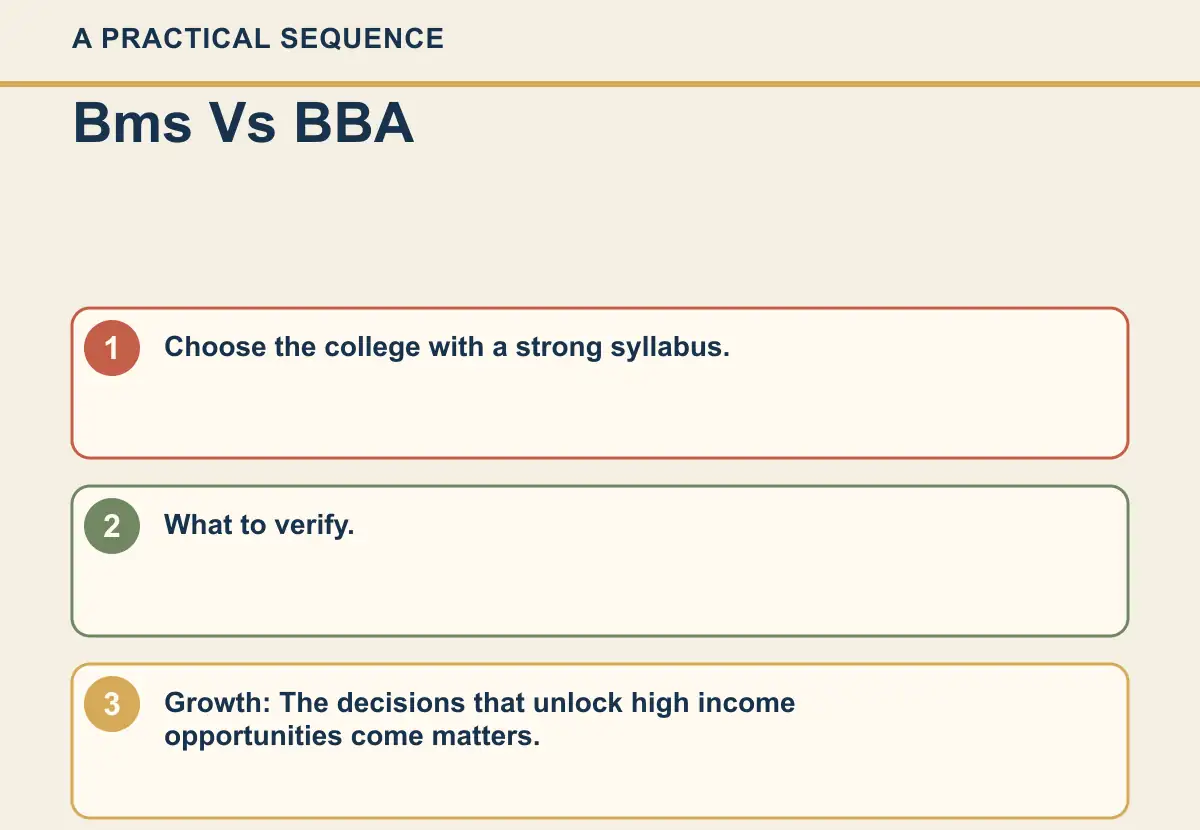 A PRACTICAL SEQUENCE
Bms Vs BBA
1
Choose the college with a strong syllabus.
2
What to verify.
3
Growth: The decisions that unlock high income
opportunities come matters.